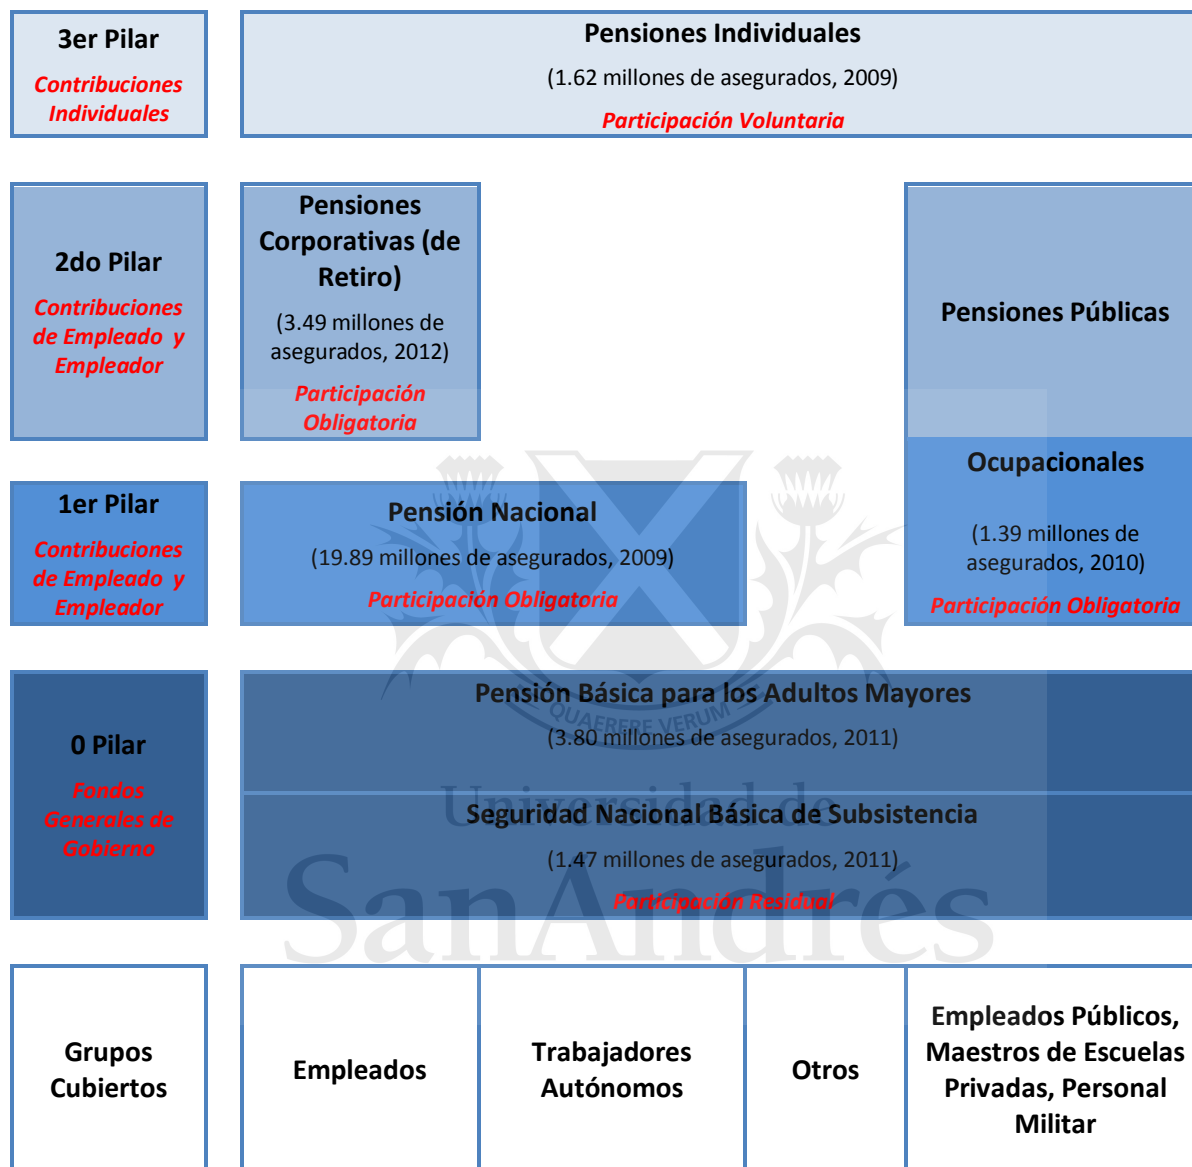 3er Pilar
Contribuciones
Individuales
Pensiones Individuales
(1.62 millones de asegurados, 2009)
Participación Voluntaria
2do Pilar
Contribuciones
de Empleado y
Empleador
Pensiones
Corporativas (de
Retiro)
(3.49 millones de
asegurados, 2012)
Participación
Obligatoria
Pensiones Públicas
Ocupacionales
(1.39 millones de
asegurados, 2010)
Participación Obligatoria
1er Pilar
Contribuciones
de Empleado y
Empleador
Pensión Nacional
(19.89 millones de asegurados, 2009)
Participación Obligatoria
0 Pilar
Fondos
Generales de
Gobierno
Pensión Básica para los Adultos Mayores
(3.80 millones de asegurados, 2011)
Seguridad Nacional Básica de Subsistencia
(1.47 millones de asegurados, 2011)
Participación Residual
QUAERERE VERUM
Universidad de
SanAndrés
Grupos
Cubiertos
Empleados
Trabajadores
Autónomos
Otros
Empleados Públicos,
Maestros de Escuelas
Privadas, Personal
Militar